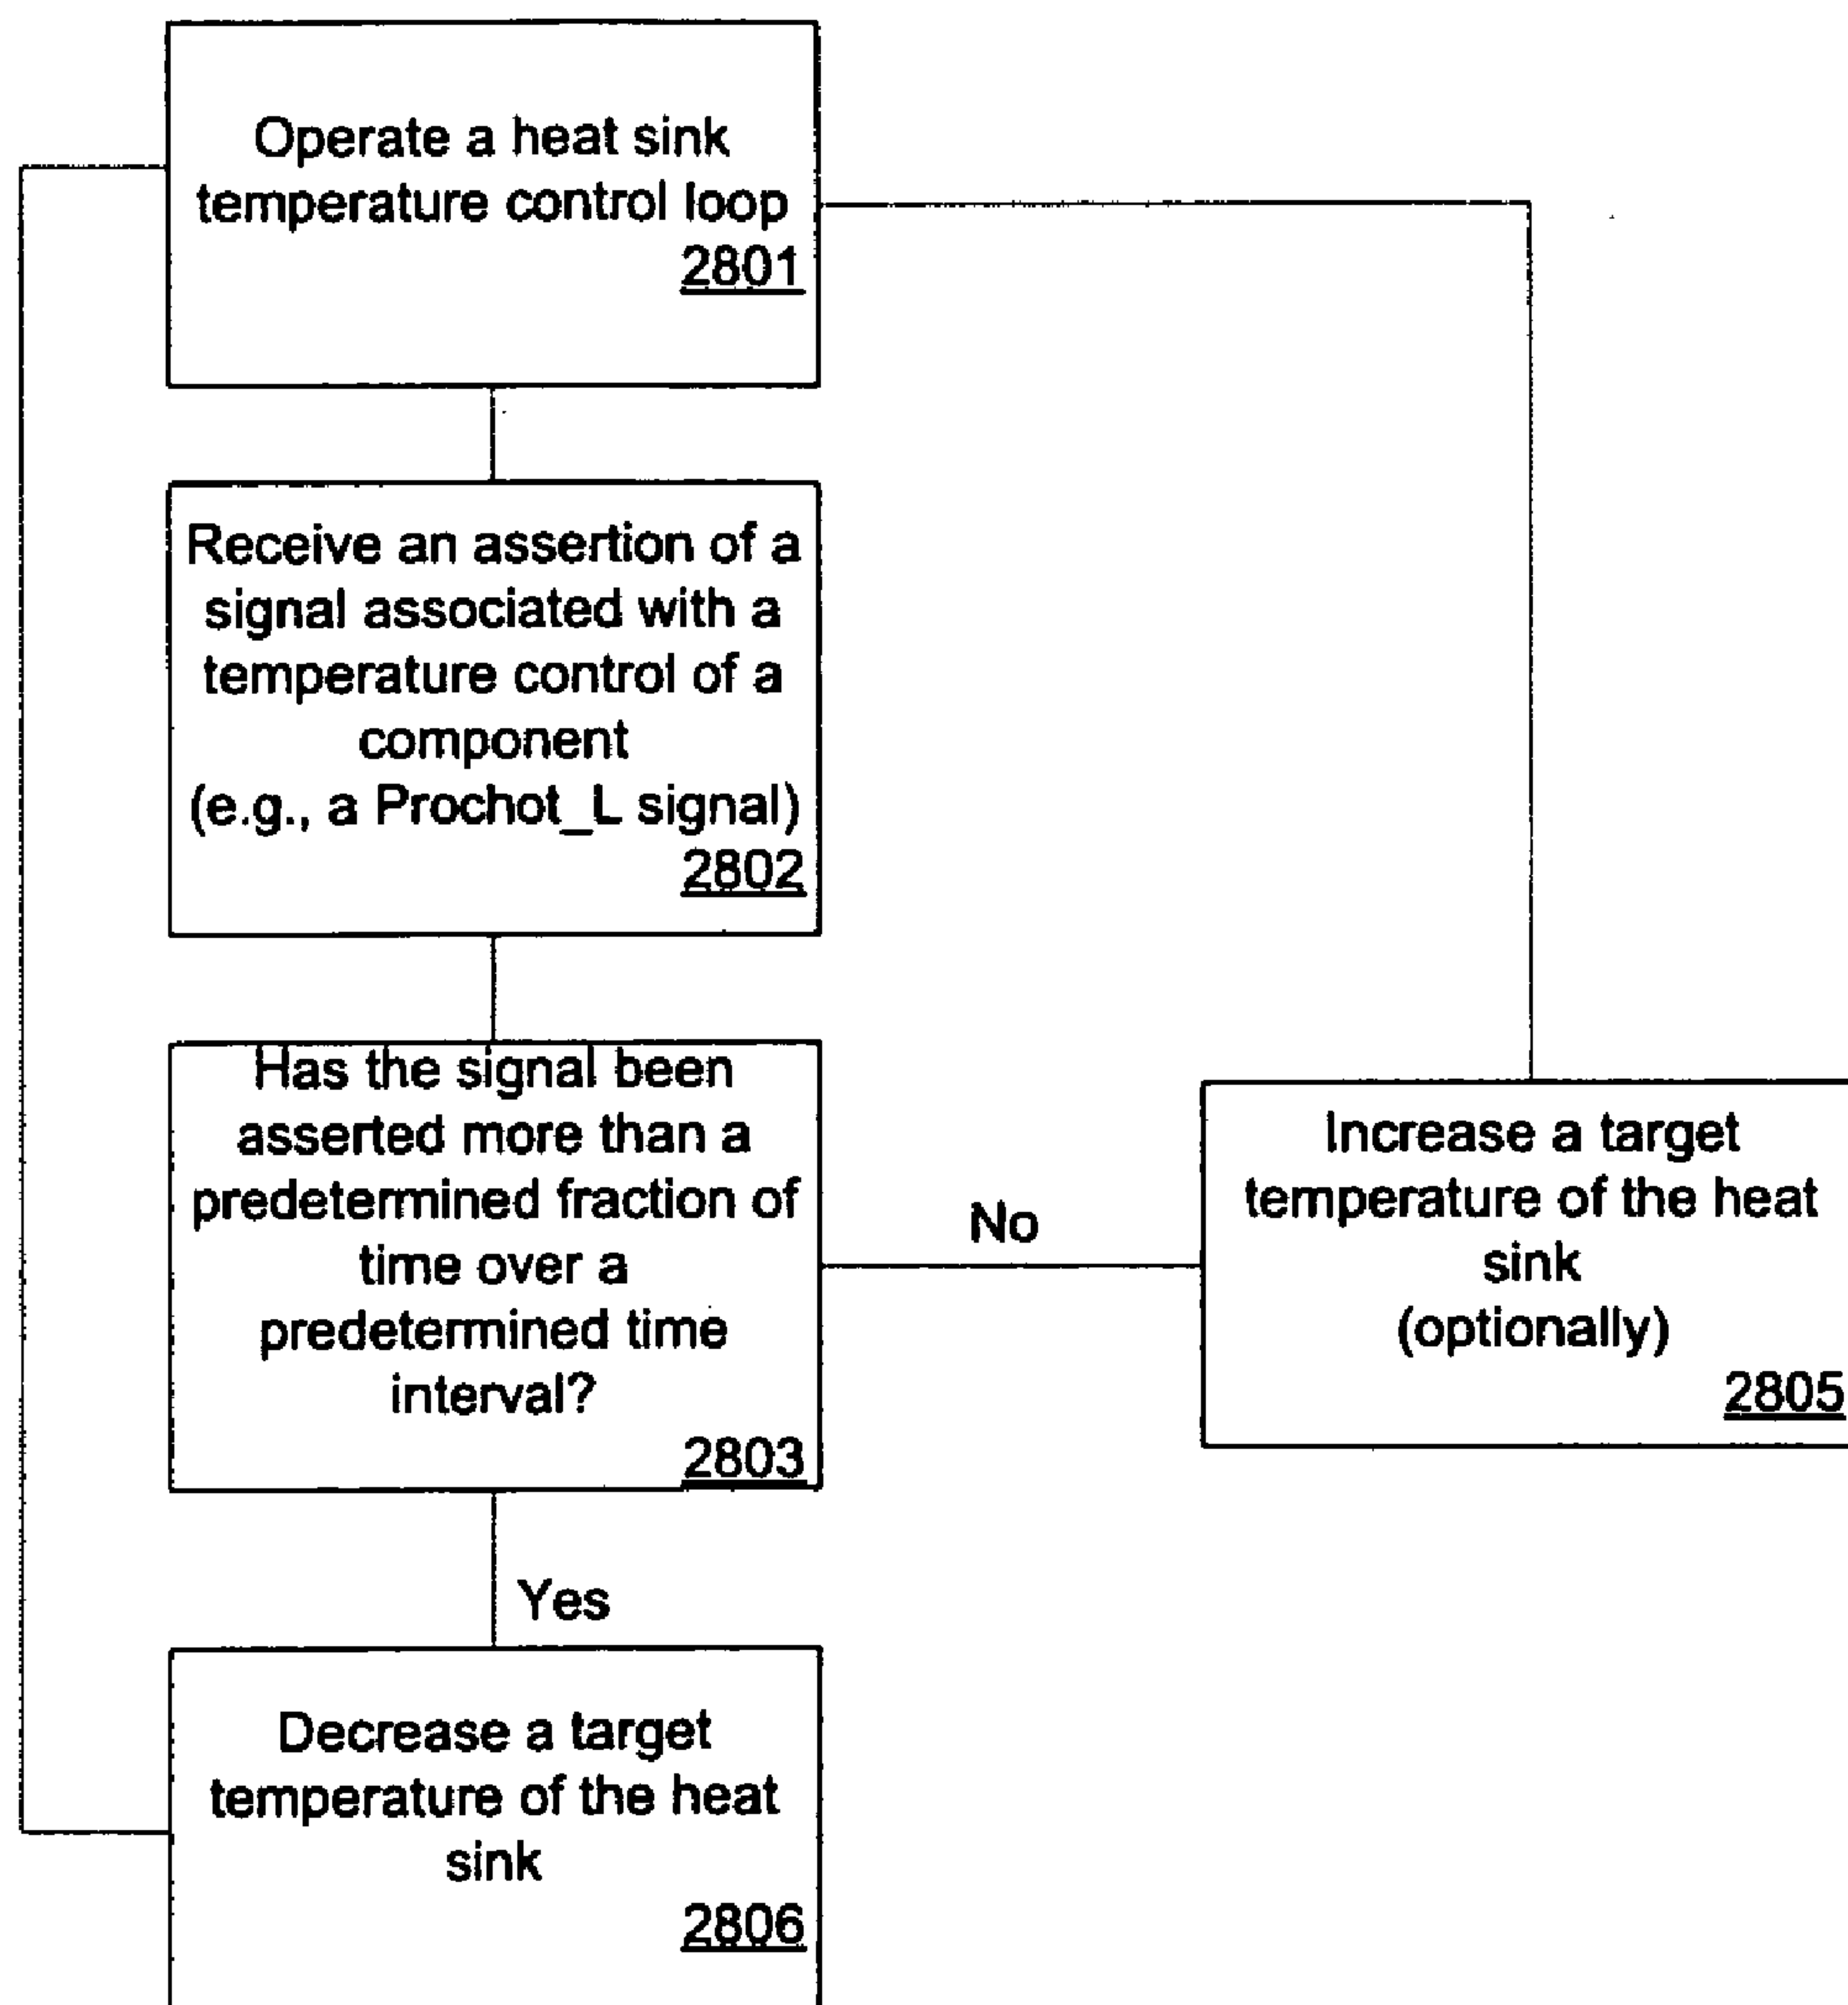 Operate a heat sink
temperature control loop
2801
Receive an assertion of a
signal associated with a
temperature control of a
component
(e.g., a Prochot_L signal)
2802
Has the signal been
asserted more than a
predetermined fraction of
time over a
predetermined time
interval?
2803
No
Increase a target
temperature of the heat
sink
(optionally)
2805
Yes
Decrease a target
temperature of the heat
sink
2806